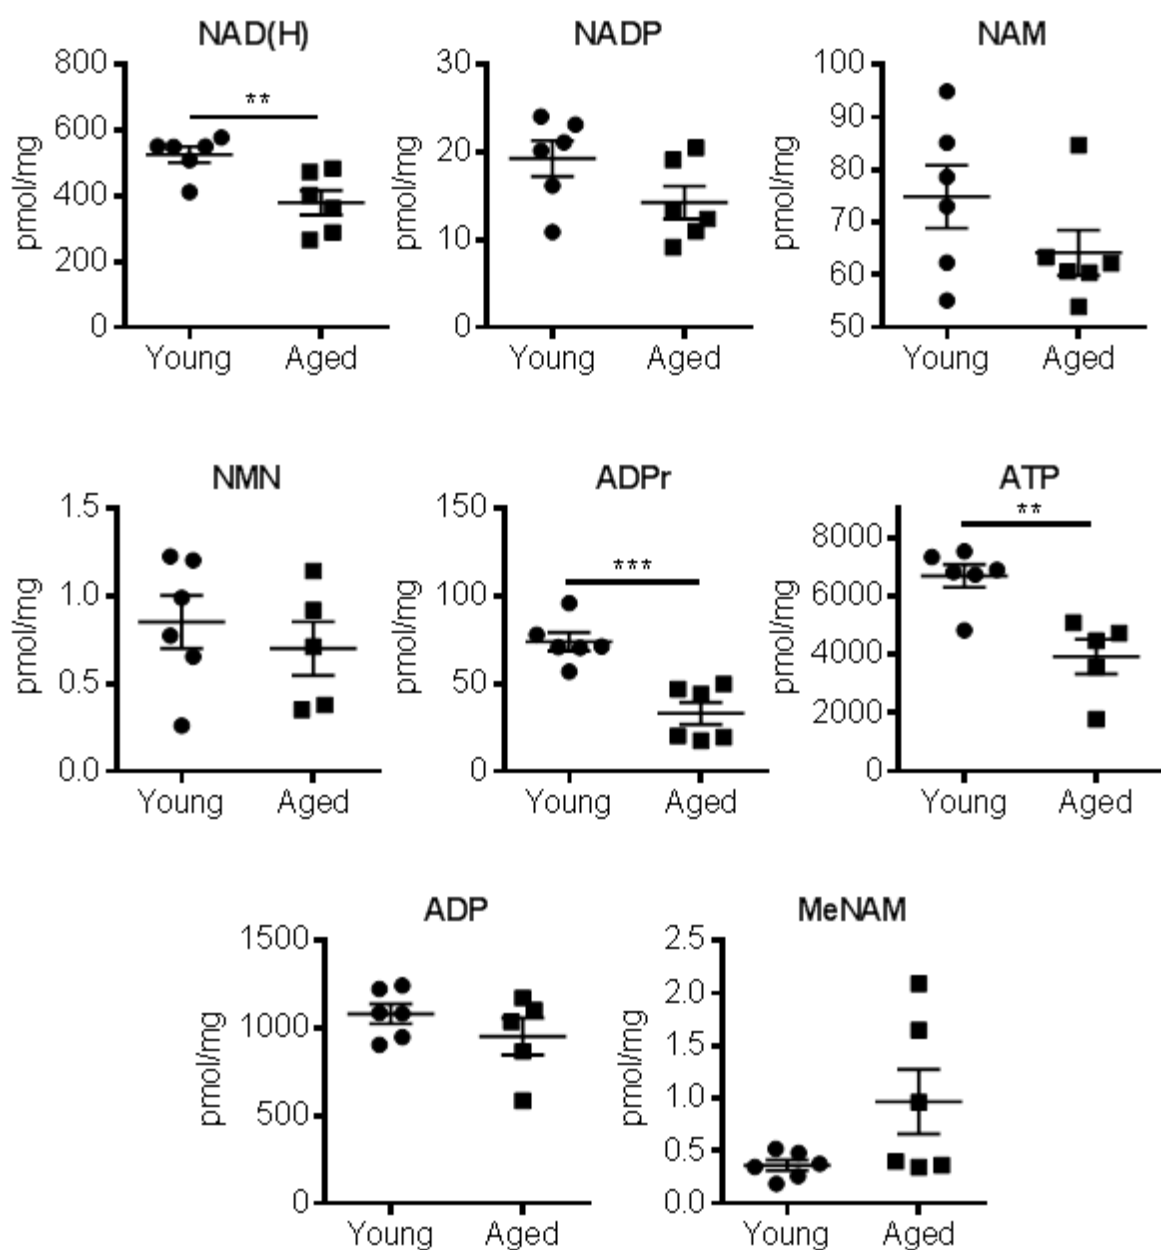 NAD(H)
800
600
400
200
0
pmol/mg
**
Young Aged
NADP
30
20
10
0
pmol/mg
Young Aged
NAM
100
90
80
70
60
50
pmol/mg
Young Aged
NMN
1.5
1.0
0.5
0.0
pmol/mg
Young Aged
ADPr
150
100
50
0
pmol/mg
***
Young Aged
ATP
8000
6000
4000
2000
0
pmol/mg
**
Young Aged
ADP
1500
1000
500
0
pmol/mg
Young Aged
MeNAM
2.5
2.0
1.5
1.0
0.5
0.0
pmol/mg
Young Aged